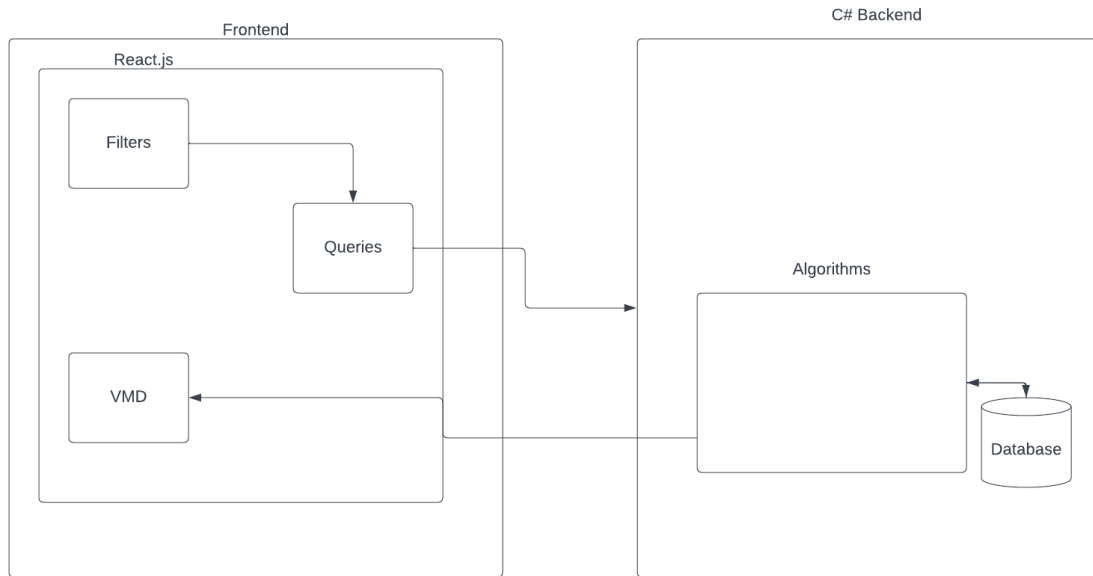 C# Backend
Frontend
React.js
Filters
Queries
Algorithms
VMD
Database